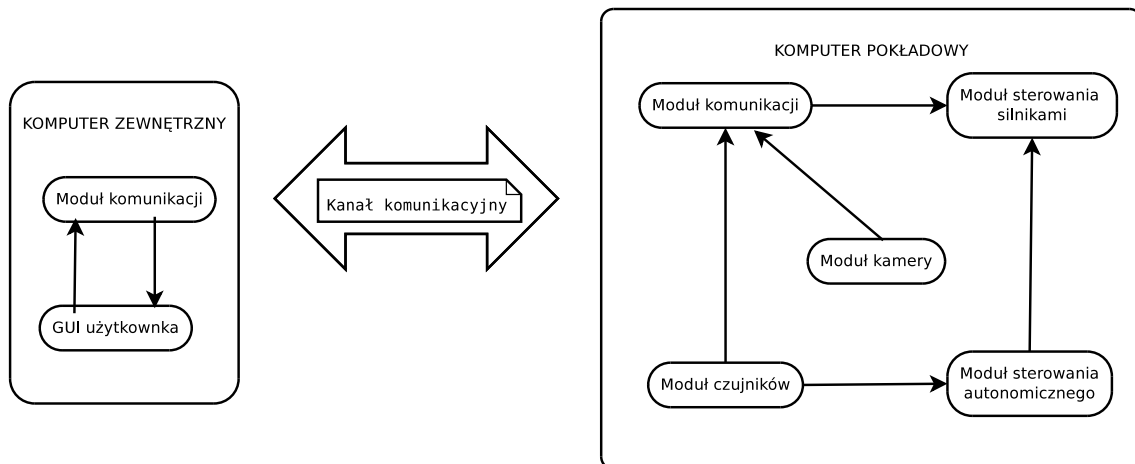 KOMPUTER ZEWNĘTRZNY
Moduł komunikacji
GUI użytkownka
Kanał komunikacyjny
KOMPUTER POKŁADOWY
Moduł komunikacji
Moduł sterowania
silnikami
Moduł kamery
Moduł czujników
Moduł sterowania
autonomicznego